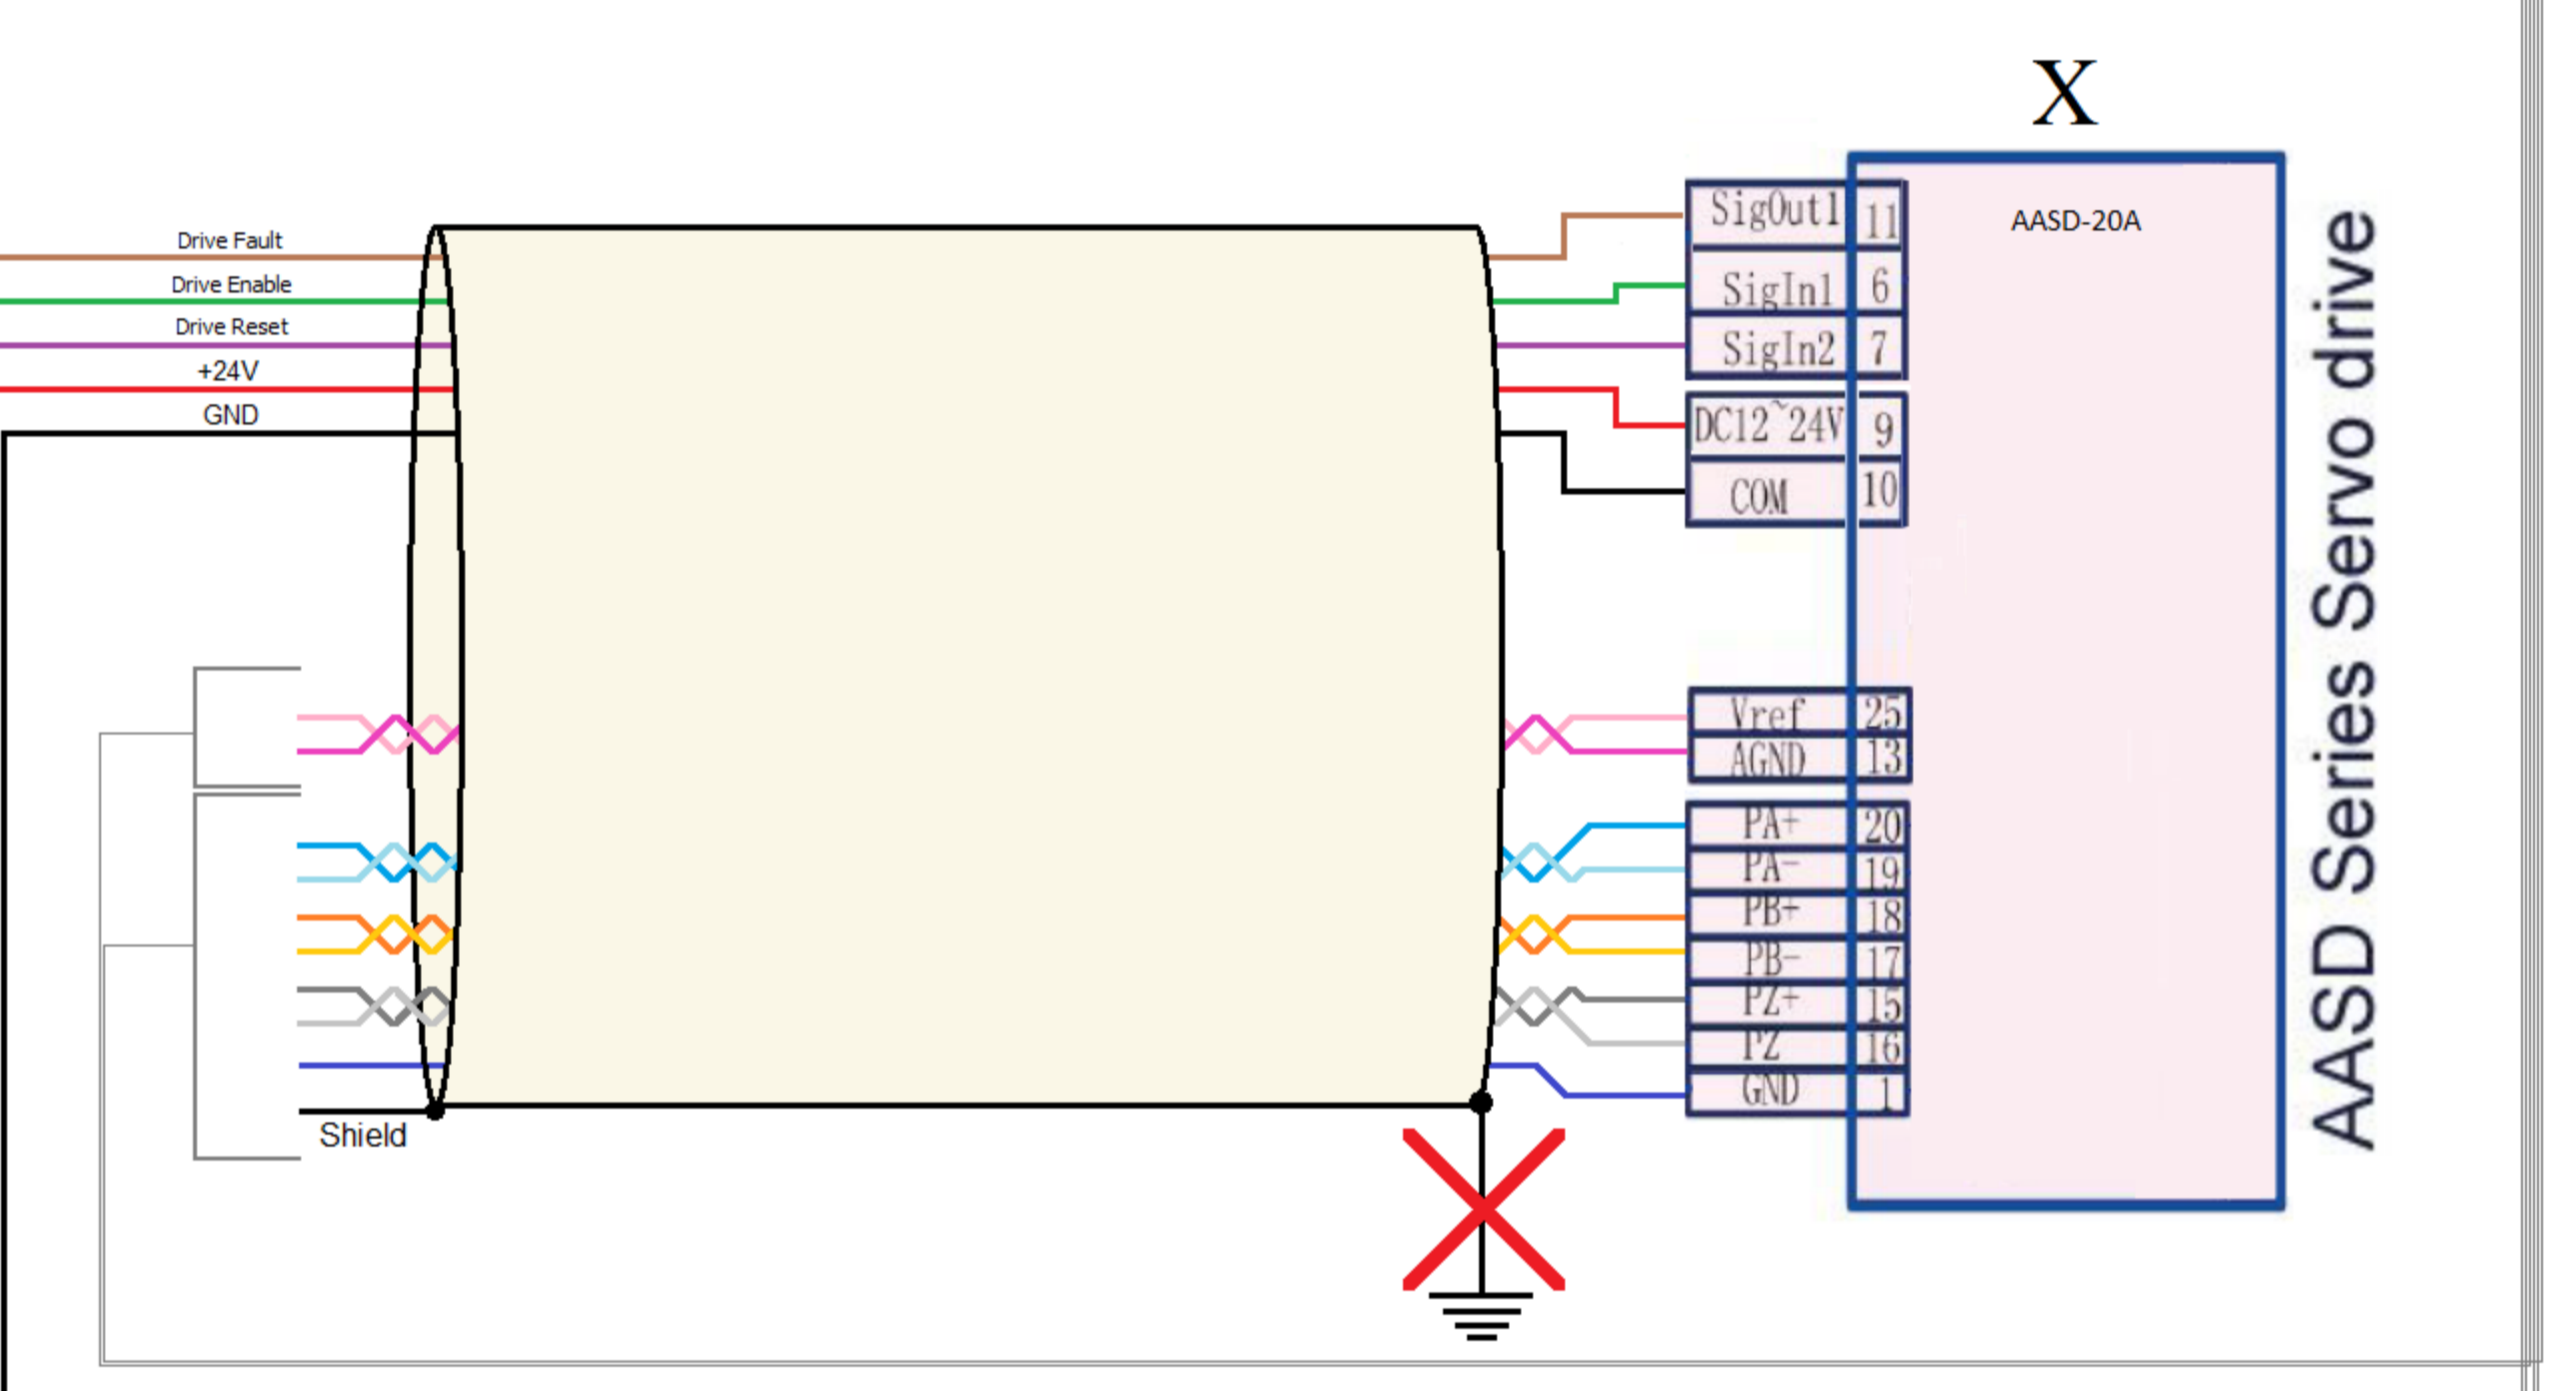 X
AASD-20A
AASD Series Servo drive
Drive Fault
Drive Enable
Drive Reset
+24V
GND
Shield
SigOut1 11
SigIn1 6
SigIn2 7
DC12~24V 9
COM 10
Vref 25
AGND 13
PA+ 20
PA- 19
PB+ 18
PB- 17
PZ+ 15
PZ 16
GND 1